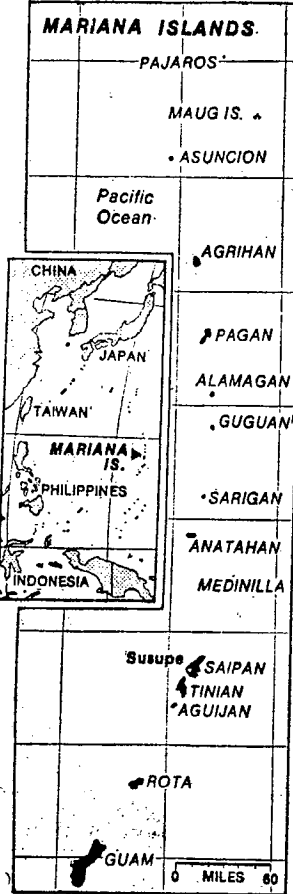 MARIANA ISLANDS
PAJAROS
MAUG IS.
ASUNCION
Pacific
Ocean
AGRIHAN
PAGAN
ALAMAGAN
GUGUAN
SARIGAN
ANATAHAN
MEDINILLA
Susupe
SAIPAN
TINIAN
AGUIJAN
ROTA
GUAM
0 MILES 60
CHINA
JAPAN
TAIWAN
MARIANA
IS.
PHILIPPINES
INDONESIA